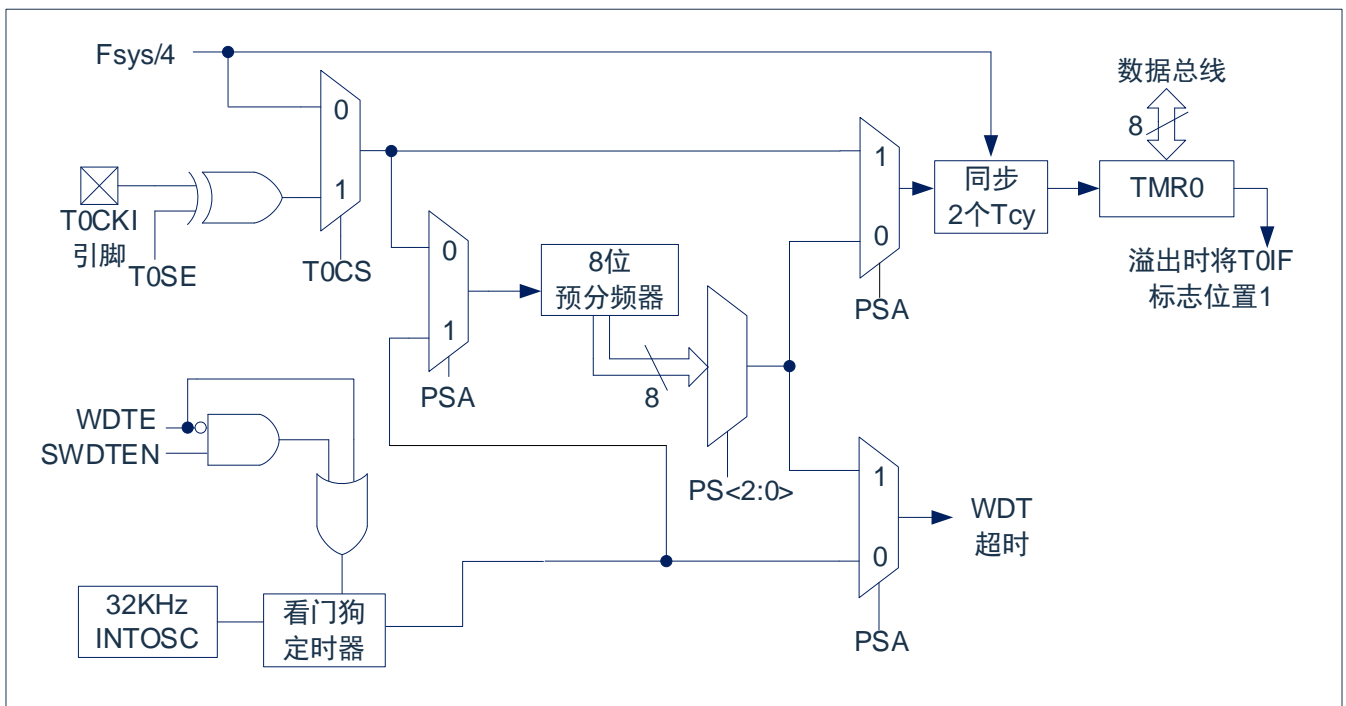 Fsys/4
数据总线
8
0
1
T0CKI
引脚
T0SE
T0CS
0
1
PSA
8位
预分频器
8
PS<2:0>
1
0
PSA
同步
2个Tcy
TMR0
溢出时将T0IF
标志位置1
WDTE
SWDTEN
32KHz
INTOSC
看门狗
定时器
1
0
PSA
WDT
超时